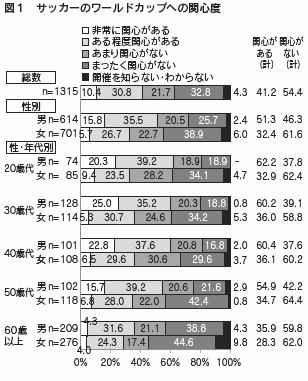 図1 サッカーのワールドカップへの関心度
非常に関心がある
ある程度関心がある
あまり関心がない
まったく関心がない
開催を知らない・わからない
関心が ある (計)
関心が ない (計)
総数
n=1315 10.4 30.8 21.7 32.8 4.3 41.2 54.4
性別
男 n=614 15.8 35.5 20.5 25.7 2.4 51.3 46.3
女 n=701 5.7 26.7 22.7 38.9 6.0 32.4 61.6
性・年代別
20歳代
男 n= 74 20.3 39.2 18.9 18.9 – 62.2 37.8
女 n= 85 9.4 23.5 28.2 34.1 4.7 32.9 62.4
30歳代
男 n=128 25.0 35.2 20.3 18.8 0.8 60.2 39.1
女 n=114 5.3 30.7 24.6 34.2 5.3 36.0 58.8
40歳代
男 n=101 22.8 37.6 20.8 16.8 2.0 60.4 37.6
女 n=108 6.5 29.6 30.6 29.6 3.7 36.1 60.2
50歳代
男 n=102 15.7 39.2 20.6 21.6 2.9 54.9 42.2
女 n=118 6.8 28.0 22.0 42.4 0.8 34.7 64.4
60歳以上
男 n=209 4.3 31.6 21.1 38.8 4.3 35.9 59.8
女 n=276 4.0 24.3 17.4 44.6 9.8 28.3 62.0
0% 20% 40% 60% 80% 100%